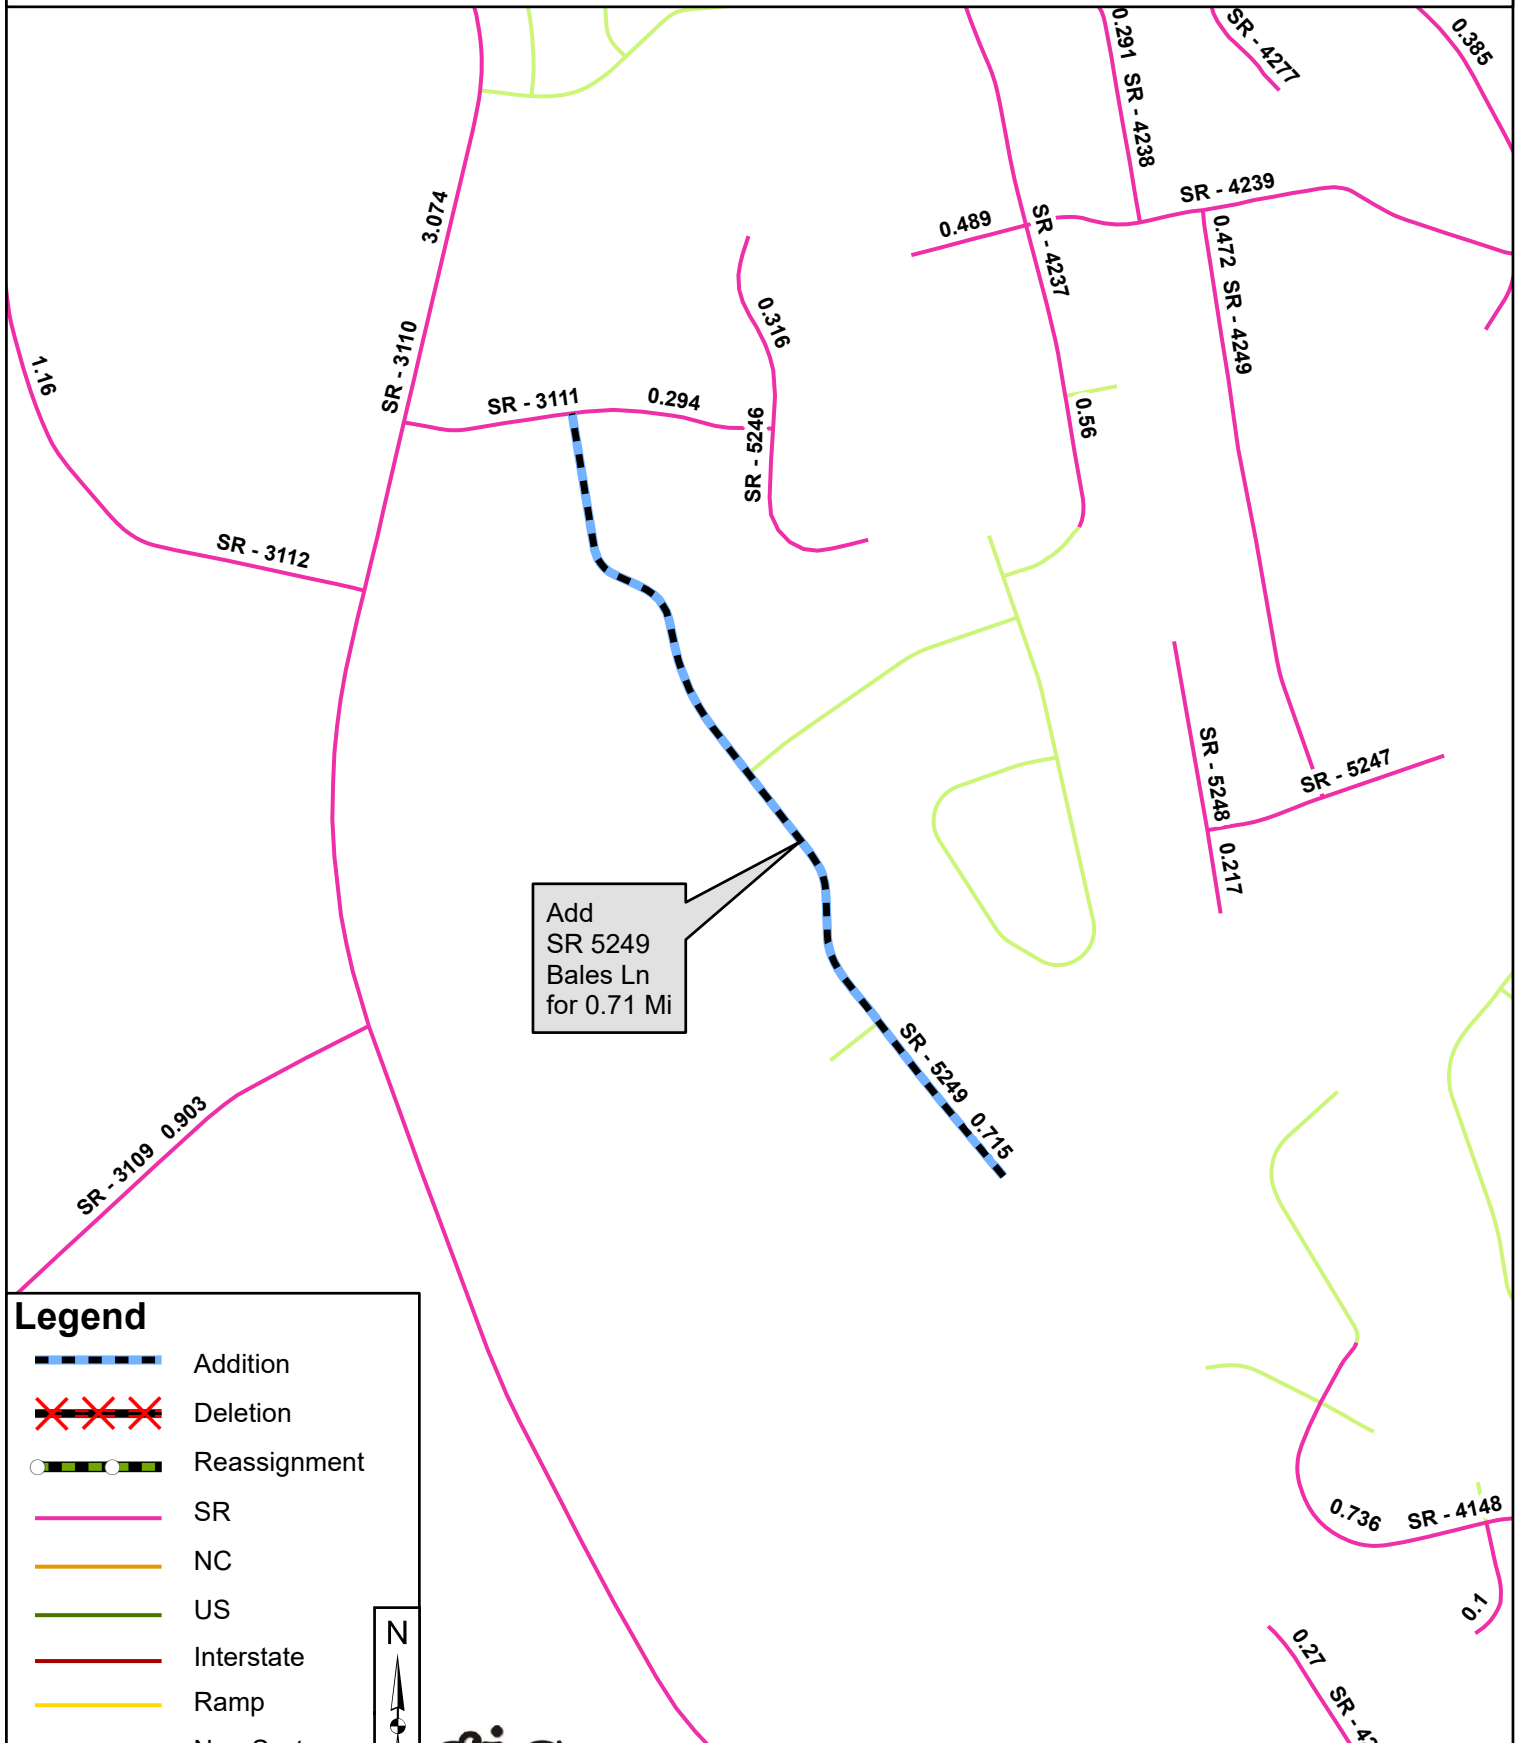 0.291 SR - 4238
SR - 4277
0.385
3.074
SR - 4239
0.489
SR - 4237
0.472 SR - 4249
0.316
SR - 3110
1.16
SR - 3111
0.294
SR - 5246
0.56
SR - 3112
SR - 5248
SR - 5247
0.217
Add
SR 5249
Bales Ln
for 0.71 Mi
SR - 5249 0.715
SR - 3109 0.903
Legend
Addition
Deletion
Reassignment
SR
NC
US
Interstate
Ramp
N
0.736
SR - 4148
0.1
0.27